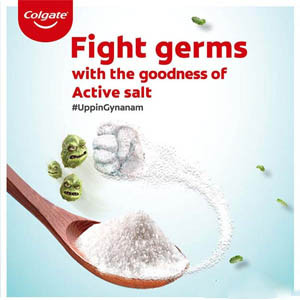 Colgate
Fight germs
with the goodness of
Active salt
#UppinGynanam